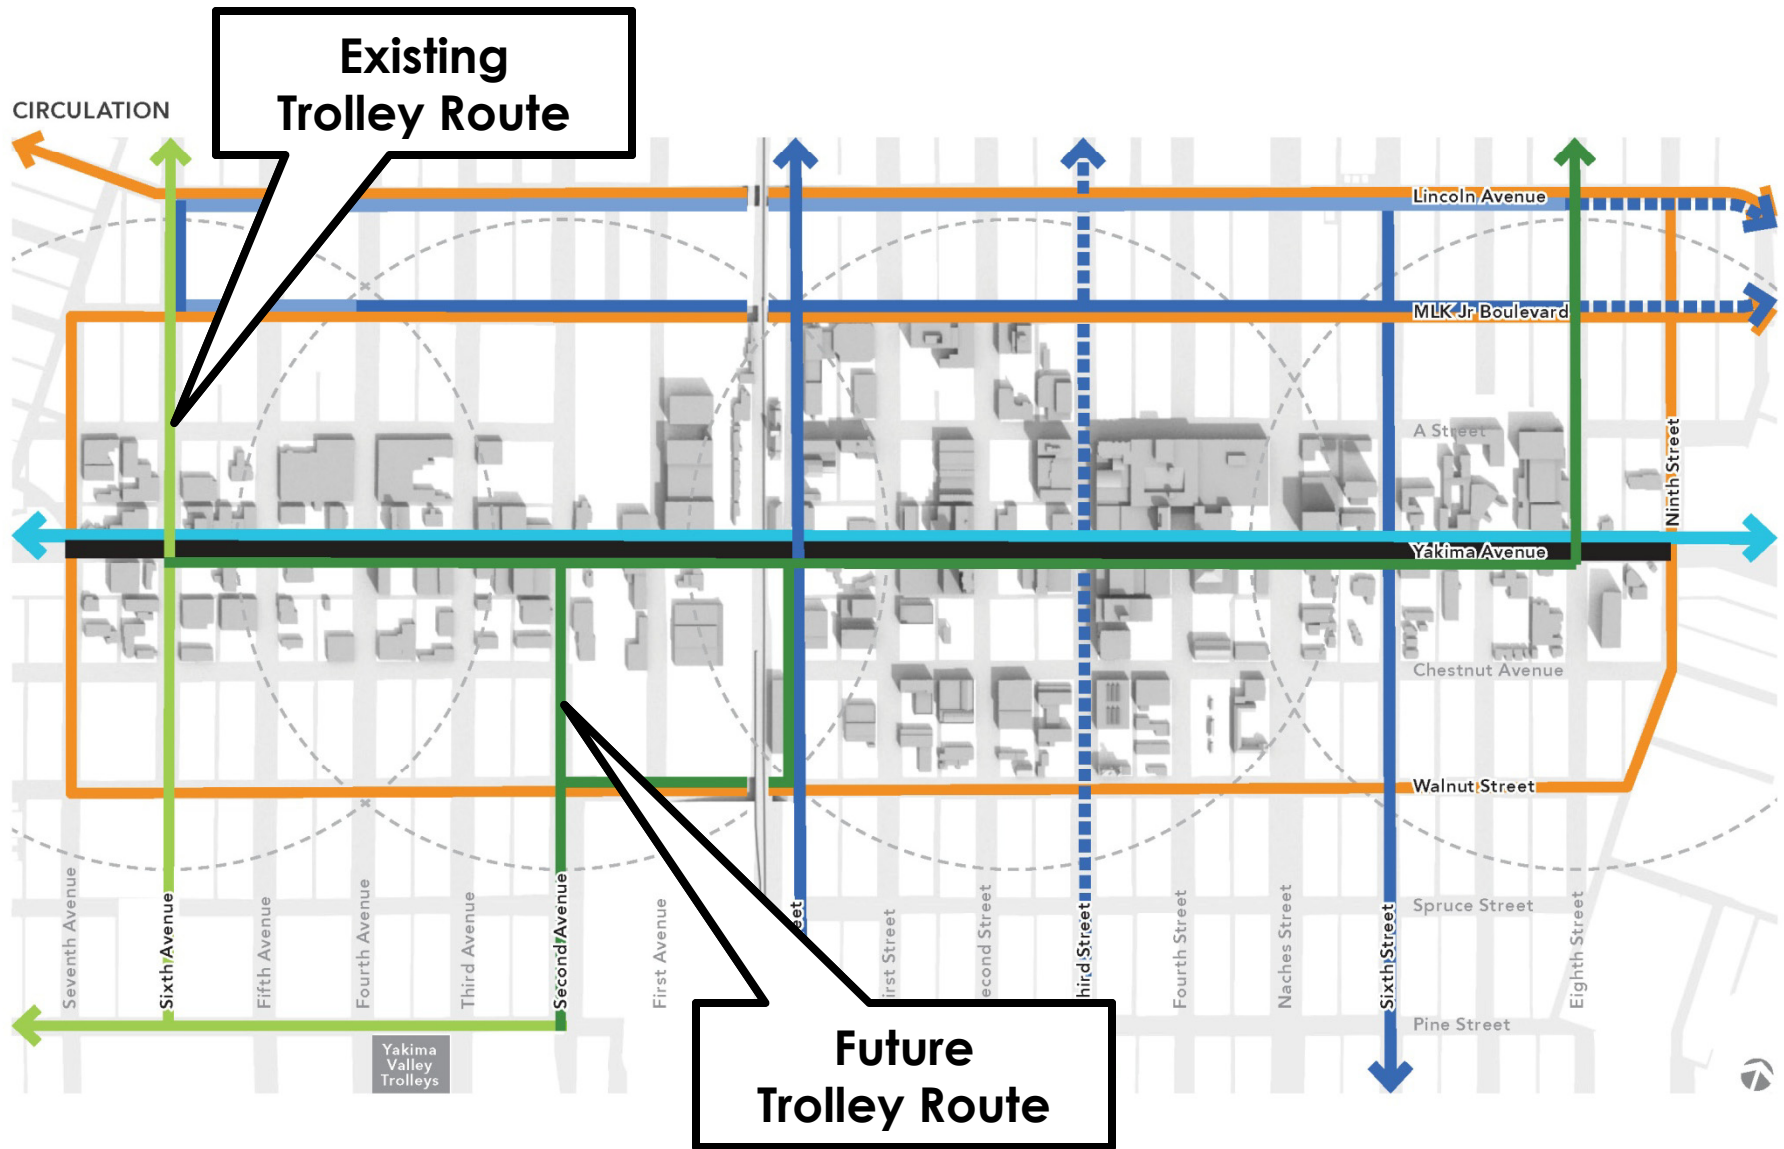 Existing
Trolley Route
CIRCULATION
Lincoln Avenue
MLK Jr Boulevard
A Street
Ninth Street
Yakima Avenue
Chestnut Avenue
Walnut Street
Seventh Avenue
Sixth Avenue
Fifth Avenue
Fourth Avenue
Third Avenue
Second Avenue
First Avenue
Street
Fourth Street
Naches Street
Sixth Street
Eighth Street
Spruce Street
Pine Street
Yakima
Valley
Trolleys
Future
Trolley Route